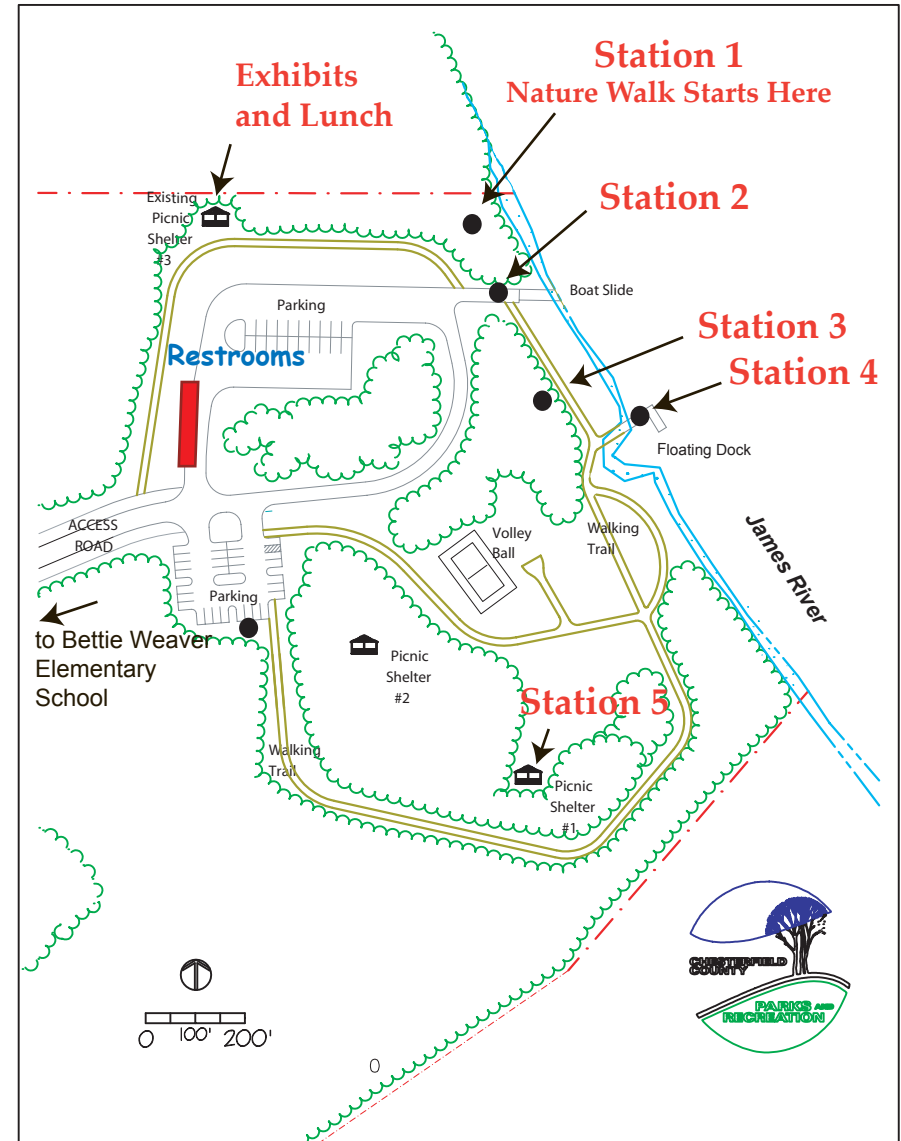 Station 1
Nature Walk Starts Here
Exhibits
and Lunch
Station 2
Existing
Picnic
Shelter
#3
Boat Slide
Parking
Station 3
Restrooms
Station 4
Floating Dock
ACCESS
ROAD
Volley
Ball
Walking
Trail
James River
Parking
to Bettie Weaver
Elementary
School
Picnic
Shelter
#2
Station 5
Walking
Trail
Picnic
Shelter
#1
CHESTERFIELD
COUNTY
PARKS AND
RECREATION
0 100' 200'
0